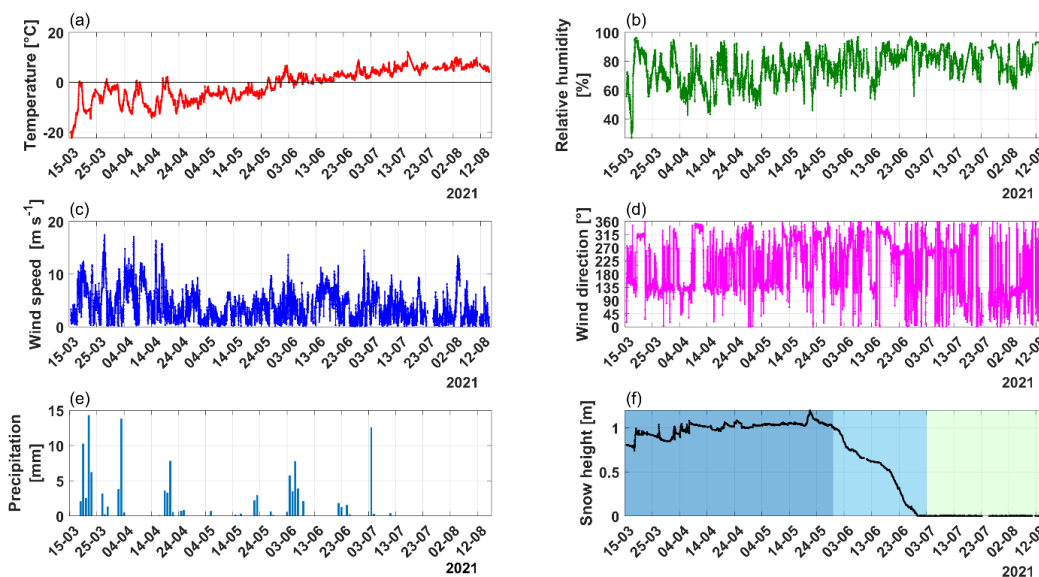 (a)
Temperature [°C]
20
0
-20
15-03 25-03 04-04 14-04 24-04 04-05 14-05 24-05 03-06 13-06 23-06 03-07 13-07 23-07 02-08 12-08
2021
(b)
Relative humidity
[%]
100
80
60
40
15-03 25-03 04-04 14-04 24-04 04-05 14-05 24-05 03-06 13-06 23-06 03-07 13-07 23-07 02-08 12-08
2021
(c)
Wind speed [m s⁻¹]
20
10
0
15-03 25-03 04-04 14-04 24-04 04-05 14-05 24-05 03-06 13-06 23-06 03-07 13-07 23-07 02-08 12-08
2021
(d)
Wind direction [°]
360
315
270
225
180
135
90
45
0
15-03 25-03 04-04 14-04 24-04 04-05 14-05 24-05 03-06 13-06 23-06 03-07 13-07 23-07 02-08 12-08
2021
(e)
Precipitation
[mm]
15
10
5
0
15-03 25-03 04-04 14-04 24-04 04-05 14-05 24-05 03-06 13-06 23-06 03-07 13-07 23-07 02-08 12-08
2021
(f)
Snow height [m]
1
0.5
0
15-03 25-03 04-04 14-04 24-04 04-05 14-05 24-05 03-06 13-06 23-06 03-07 13-07 23-07 02-08 12-08
2021